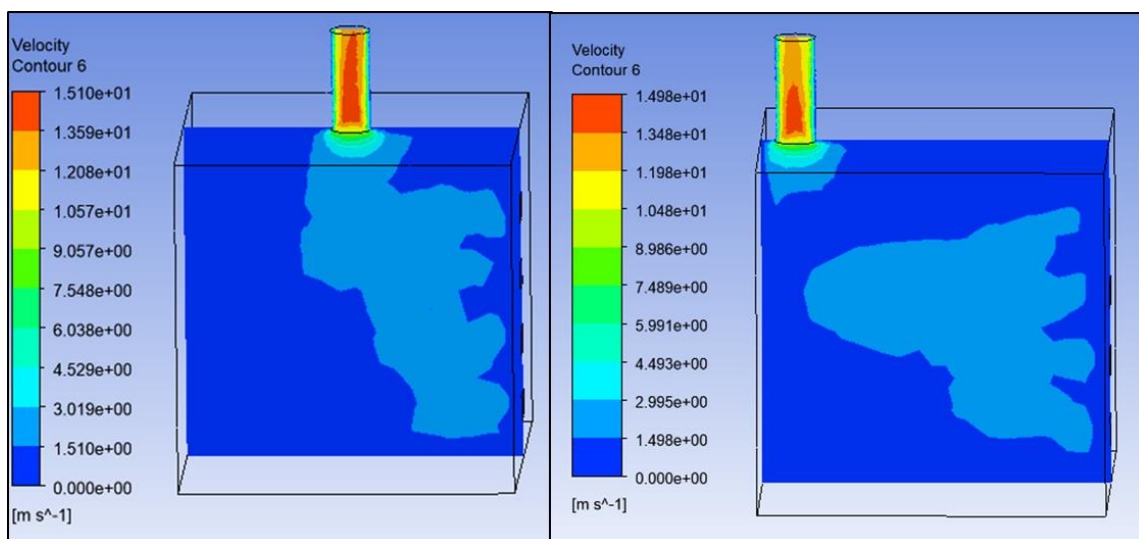 Velocity
Contour 6
1.510e+01
1.359e+01
1.208e+01
1.057e+01
9.057e+00
7.548e+00
6.038e+00
4.529e+00
3.019e+00
1.510e+00
0.000e+00
[m s^-1]
Velocity
Contour 6
1.498e+01
1.348e+01
1.198e+01
1.048e+01
8.986e+00
7.489e+00
5.991e+00
4.493e+00
2.995e+00
1.498e+00
0.000e+00
[m s^-1]